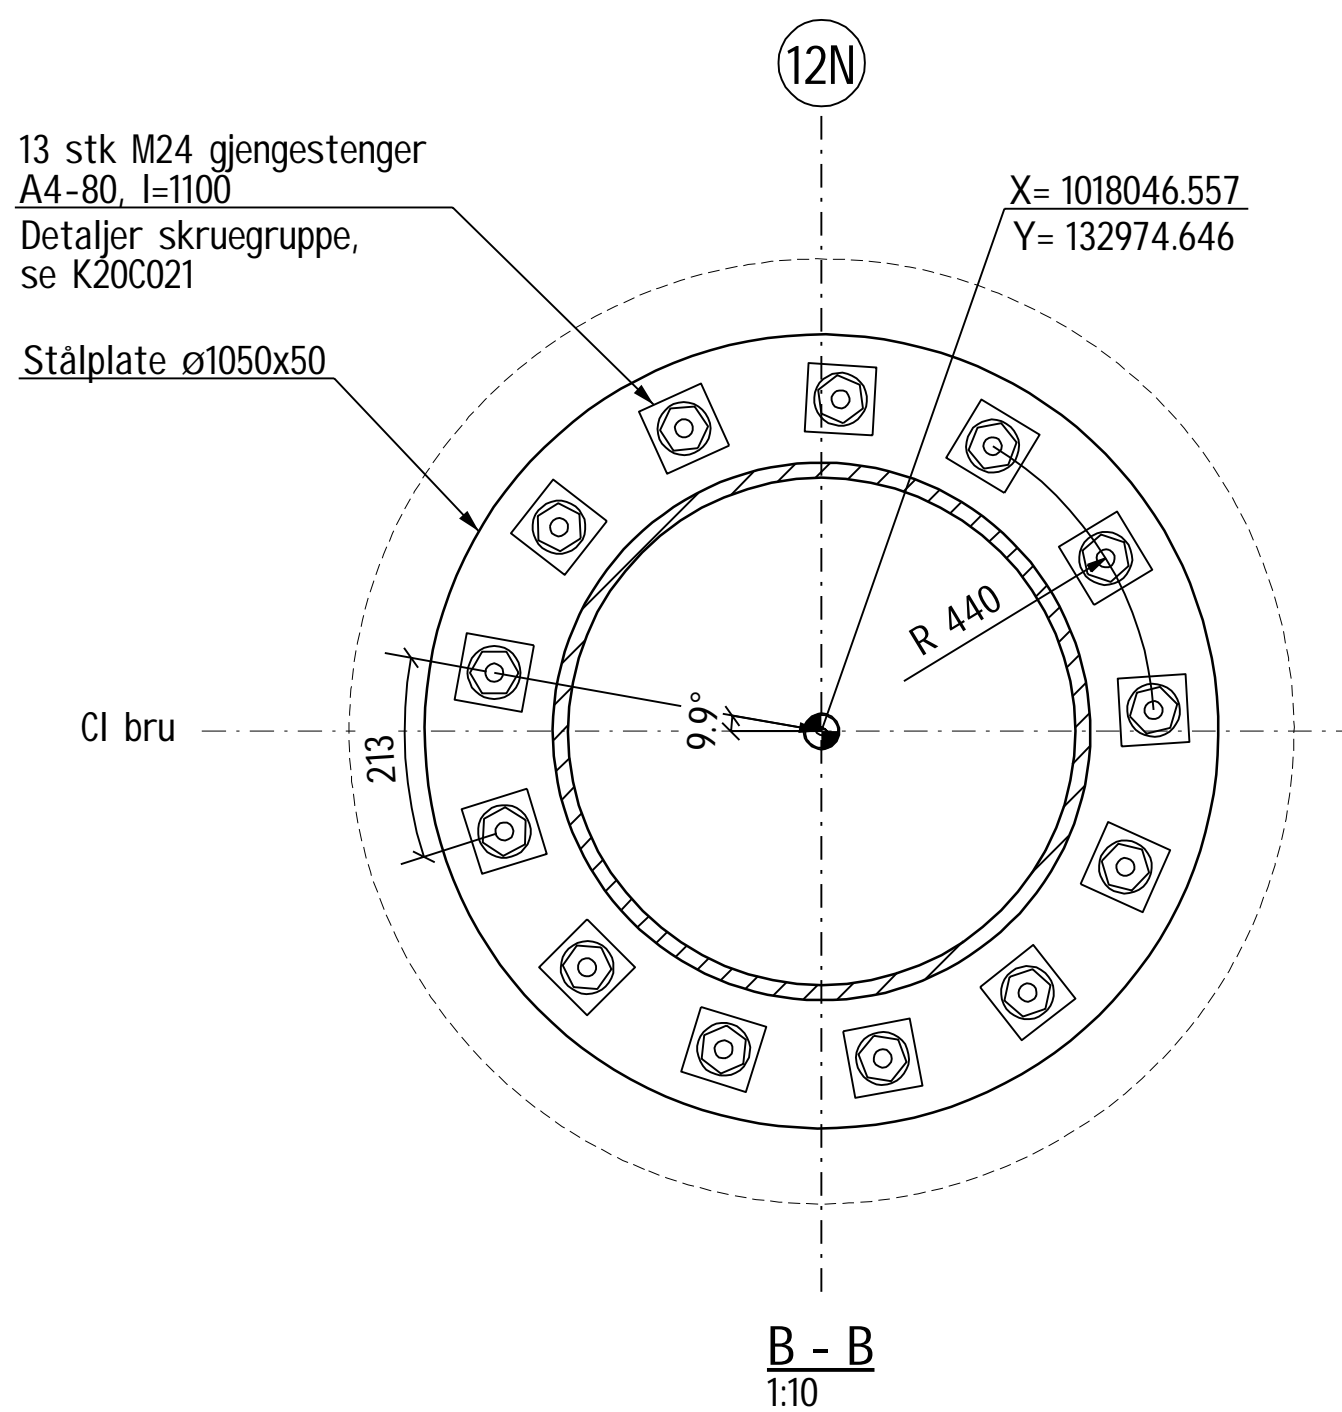 12N
13 stk M24 gjengestenger
A4-80, l=1100
Detaljer skruegruppe,
se K20C021
X= 1018046.557
Y= 132974.646
Stålplate ø1050x50
R 440
9.9°
Cl bru
213
B - B
1:10